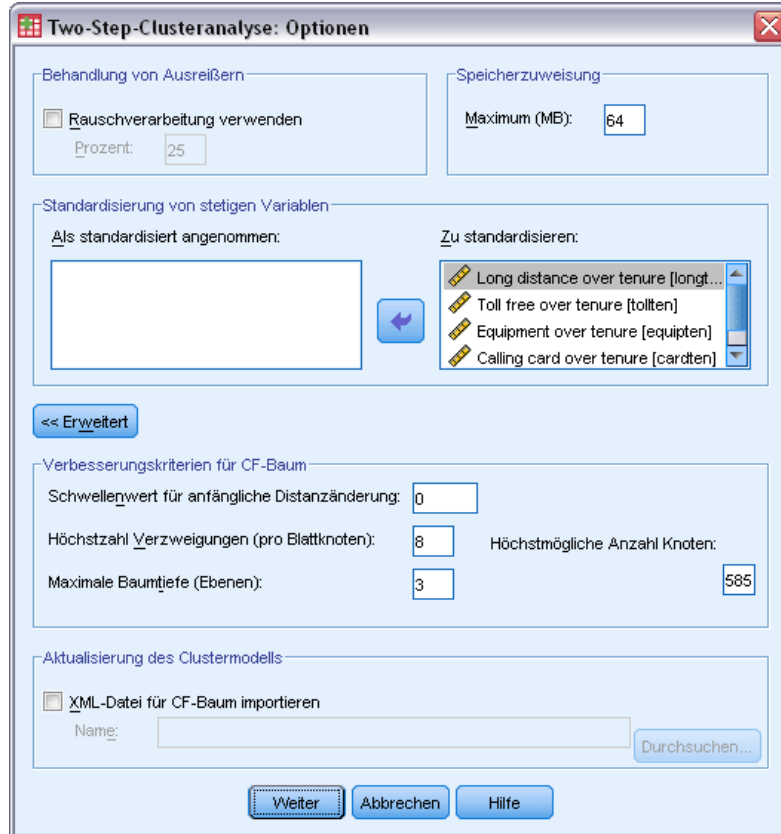 Two-Step-Clusteranalyse: Optionen
Behandlung von Ausreißern
Rauschverarbeitung verwenden
Prozent: 25
Speicherzuweisung
Maximum (MB): 64
Standardisierung von stetigen Variablen
Als standardisiert angenommen:
Zu standardisieren:
Long distance over tenure [longt...
Toll free over tenure [tollten]
Equipment over tenure [equipten]
Calling card over tenure [cardten]
<< Erweitert
Verbesserungskriterien für CF-Baum
Schwellenwert für anfängliche Distanzänderung: 0
Höchstzahl Verzweigungen (pro Blattknoten): 8
Höchstmögliche Anzahl Knoten:
Maximale Baumtiefe (Ebenen): 3
585
Aktualisierung des Clustermodells
XML-Datei für CF-Baum importieren
Name:
Durchsuchen...
Weiter Abbrechen Hilfe